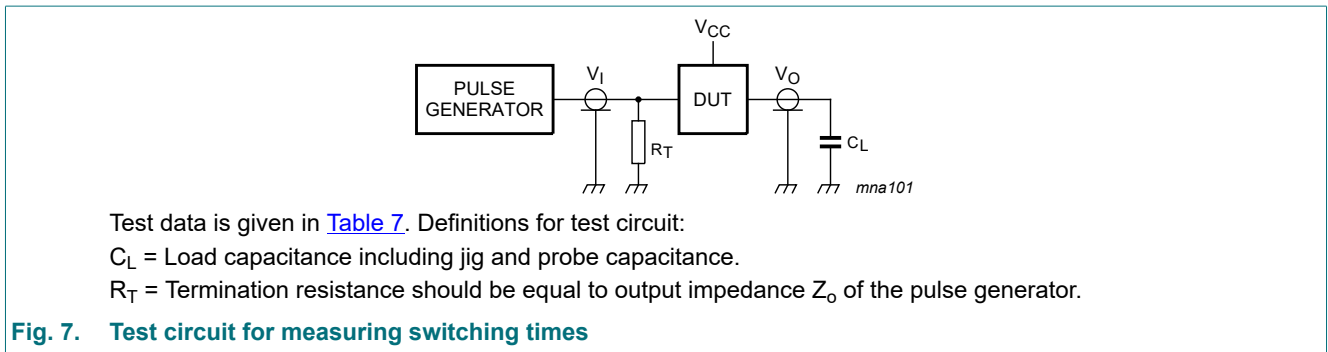 VCC
PULSE
GENERATOR
VI
DUT
VO
RT
CL
mna101
Test data is given in Table 7. Definitions for test circuit:
CL = Load capacitance including jig and probe capacitance.
RT = Termination resistance should be equal to output impedance Zo of the pulse generator.
Fig. 7. Test circuit for measuring switching times